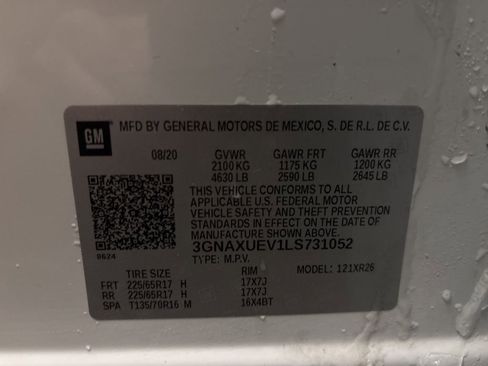 GM MFD BY GENERAL MOTORS DE MEXICO, S. DE R.L. DE C.V.
08/20 GVWR GAWR FRT GAWR RR
2100 KG 1175 KG 1200 KG
4630 LB 2590 LB 2645 LB
THIS VEHICLE CONFORMS TO ALL
APPLICABLE U.S. FEDERAL MOTOR
VEHICLE SAFETY AND THEFT PREVENTION
STANDARDS IN EFFECT ON THE DATE OF
MANUFACTURE SHOWN ABOVE.
3GNAXUEV1LS731052
8624 TYPE: M.P.V. MODEL: 121XR26
TIRE SIZE RIM
FRT 225/65R17 H 17X7J
RR 225/65R17 H 17X7J
SPA T135/70R16 M 16X4BT